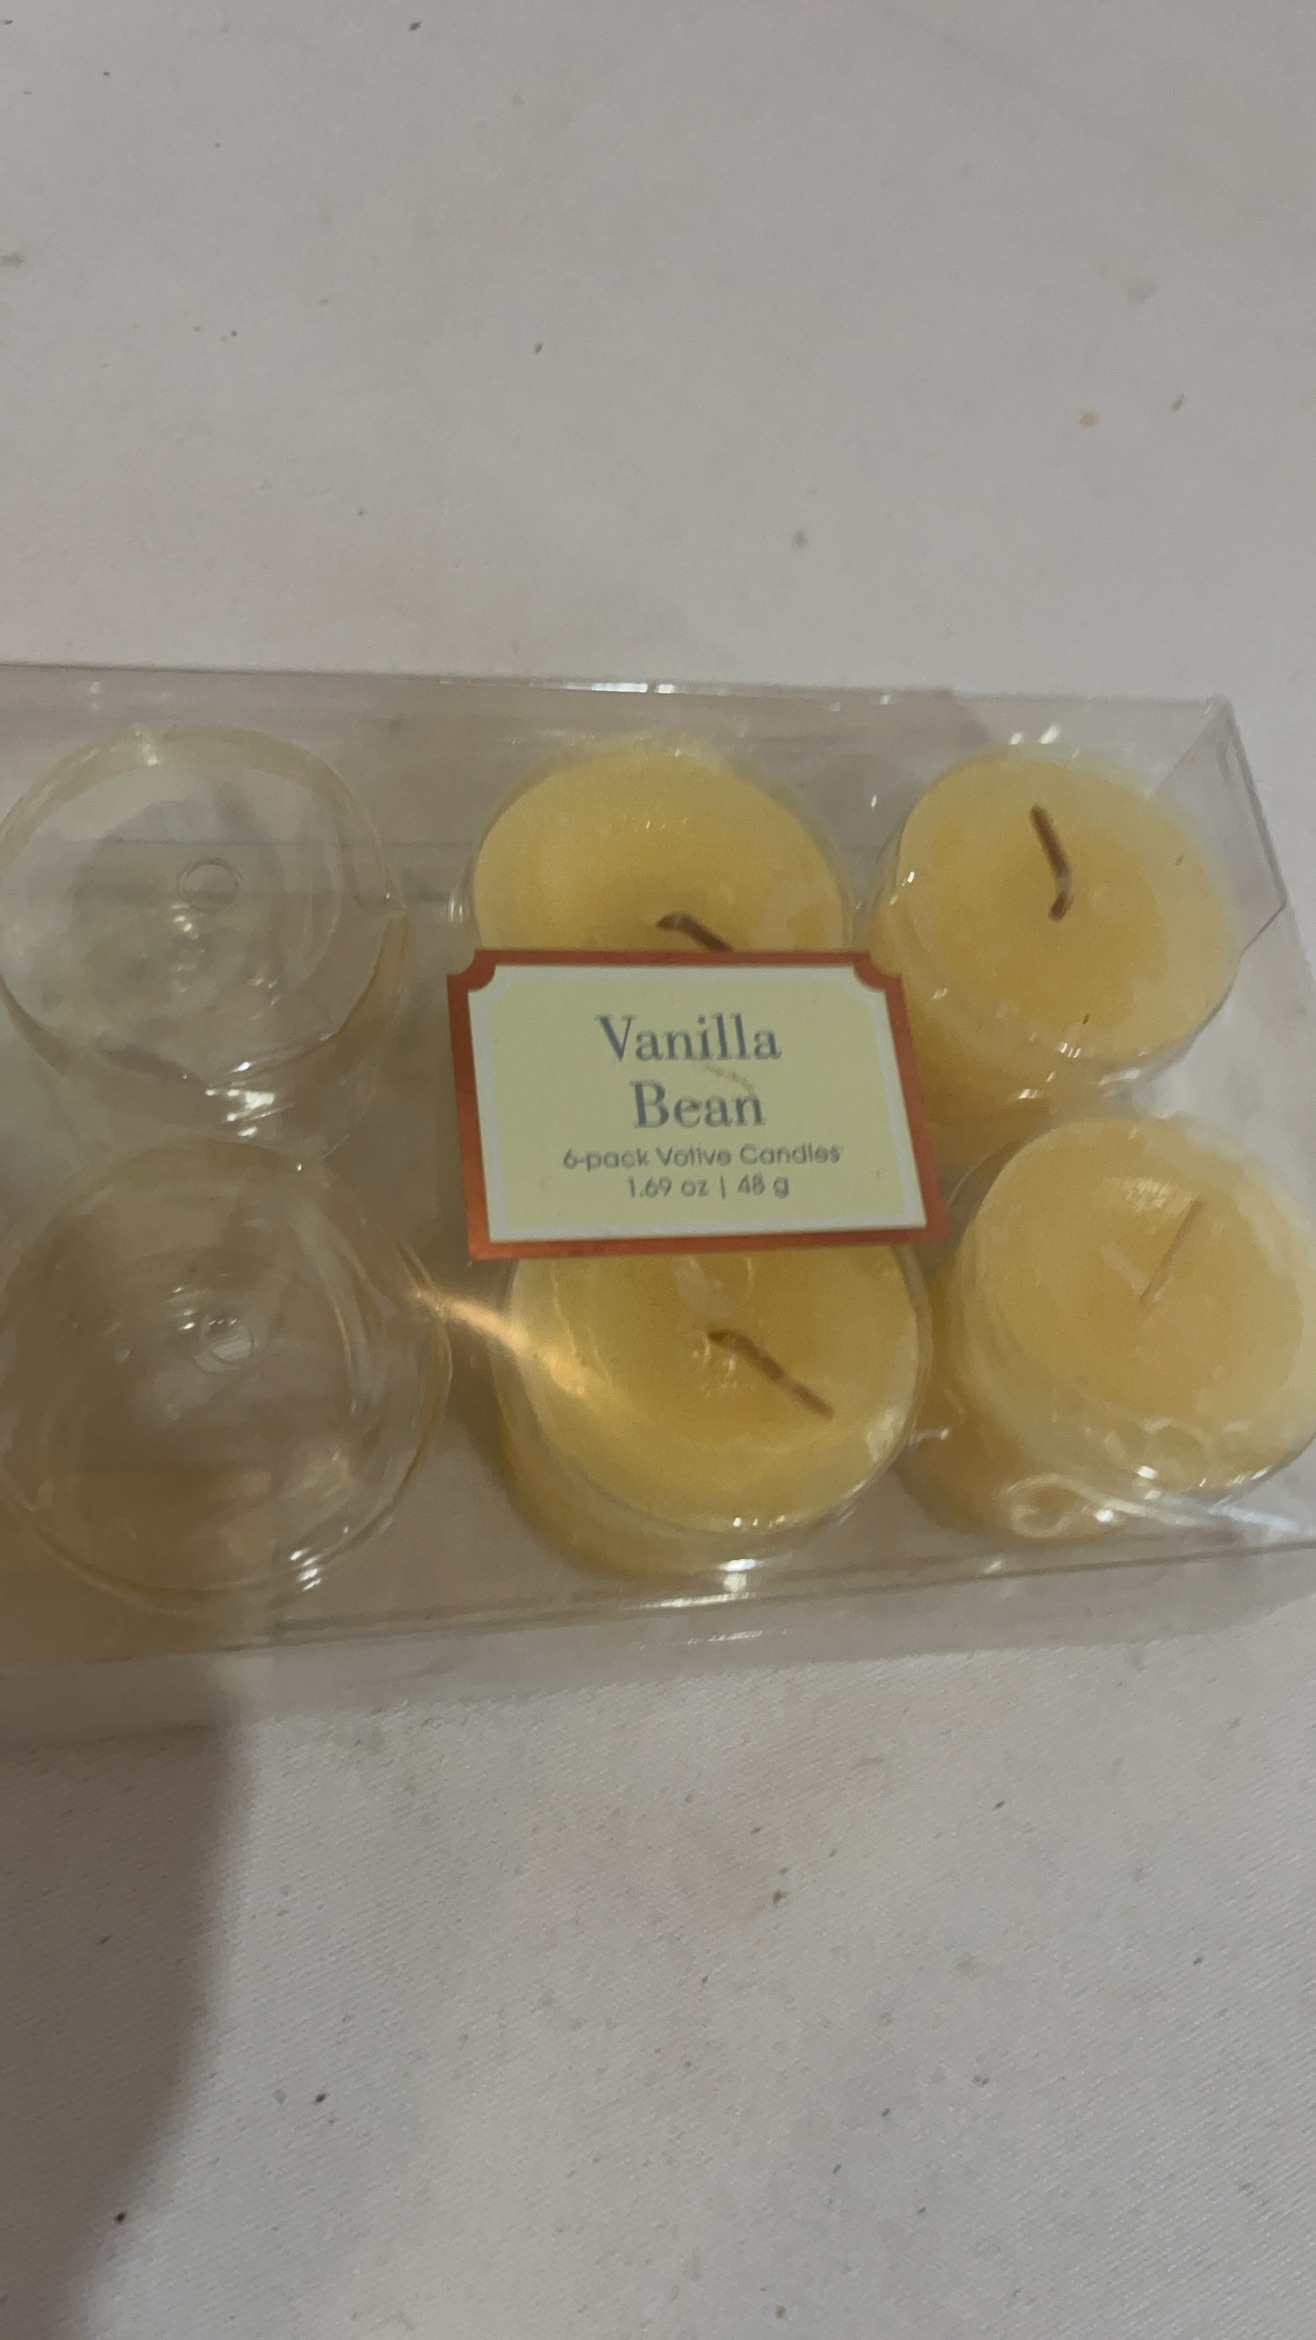 Vanilla
Bean
6-pack Votive Candles
1.69 oz | 48 g